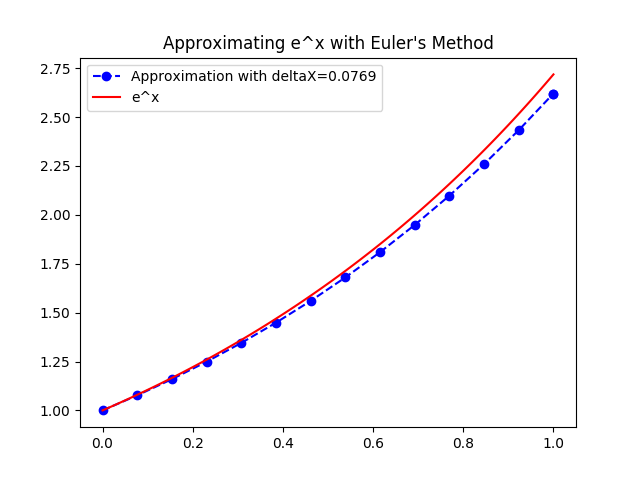 Approximating e^x with Euler's Method
Approximation with deltaX=0.0769
e^x
2.75
2.50
2.25
2.00
1.75
1.50
1.25
1.00
0.0 0.2 0.4 0.6 0.8 1.0